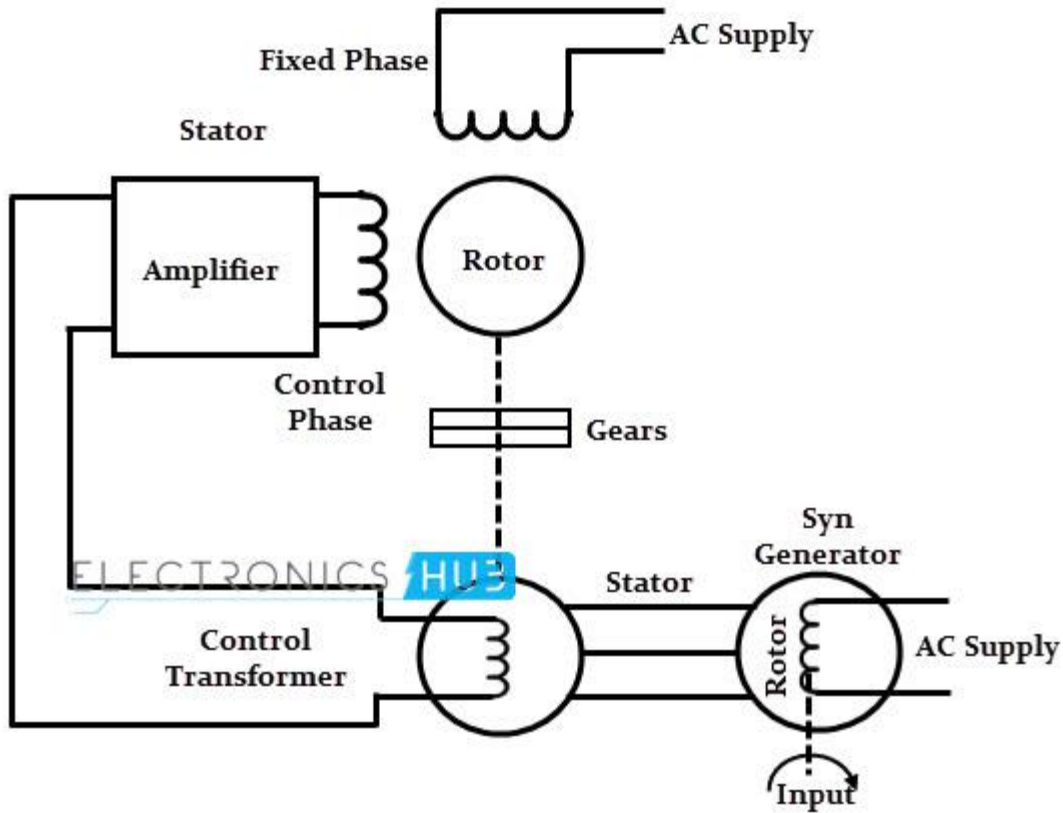 AC Supply
Fixed Phase
Stator
Amplifier
Rotor
Control
Phase
Gears
Syn
Generator
ELECTRONICS HUB
Stator
Control
Transformer
Rotor
AC Supply
Input